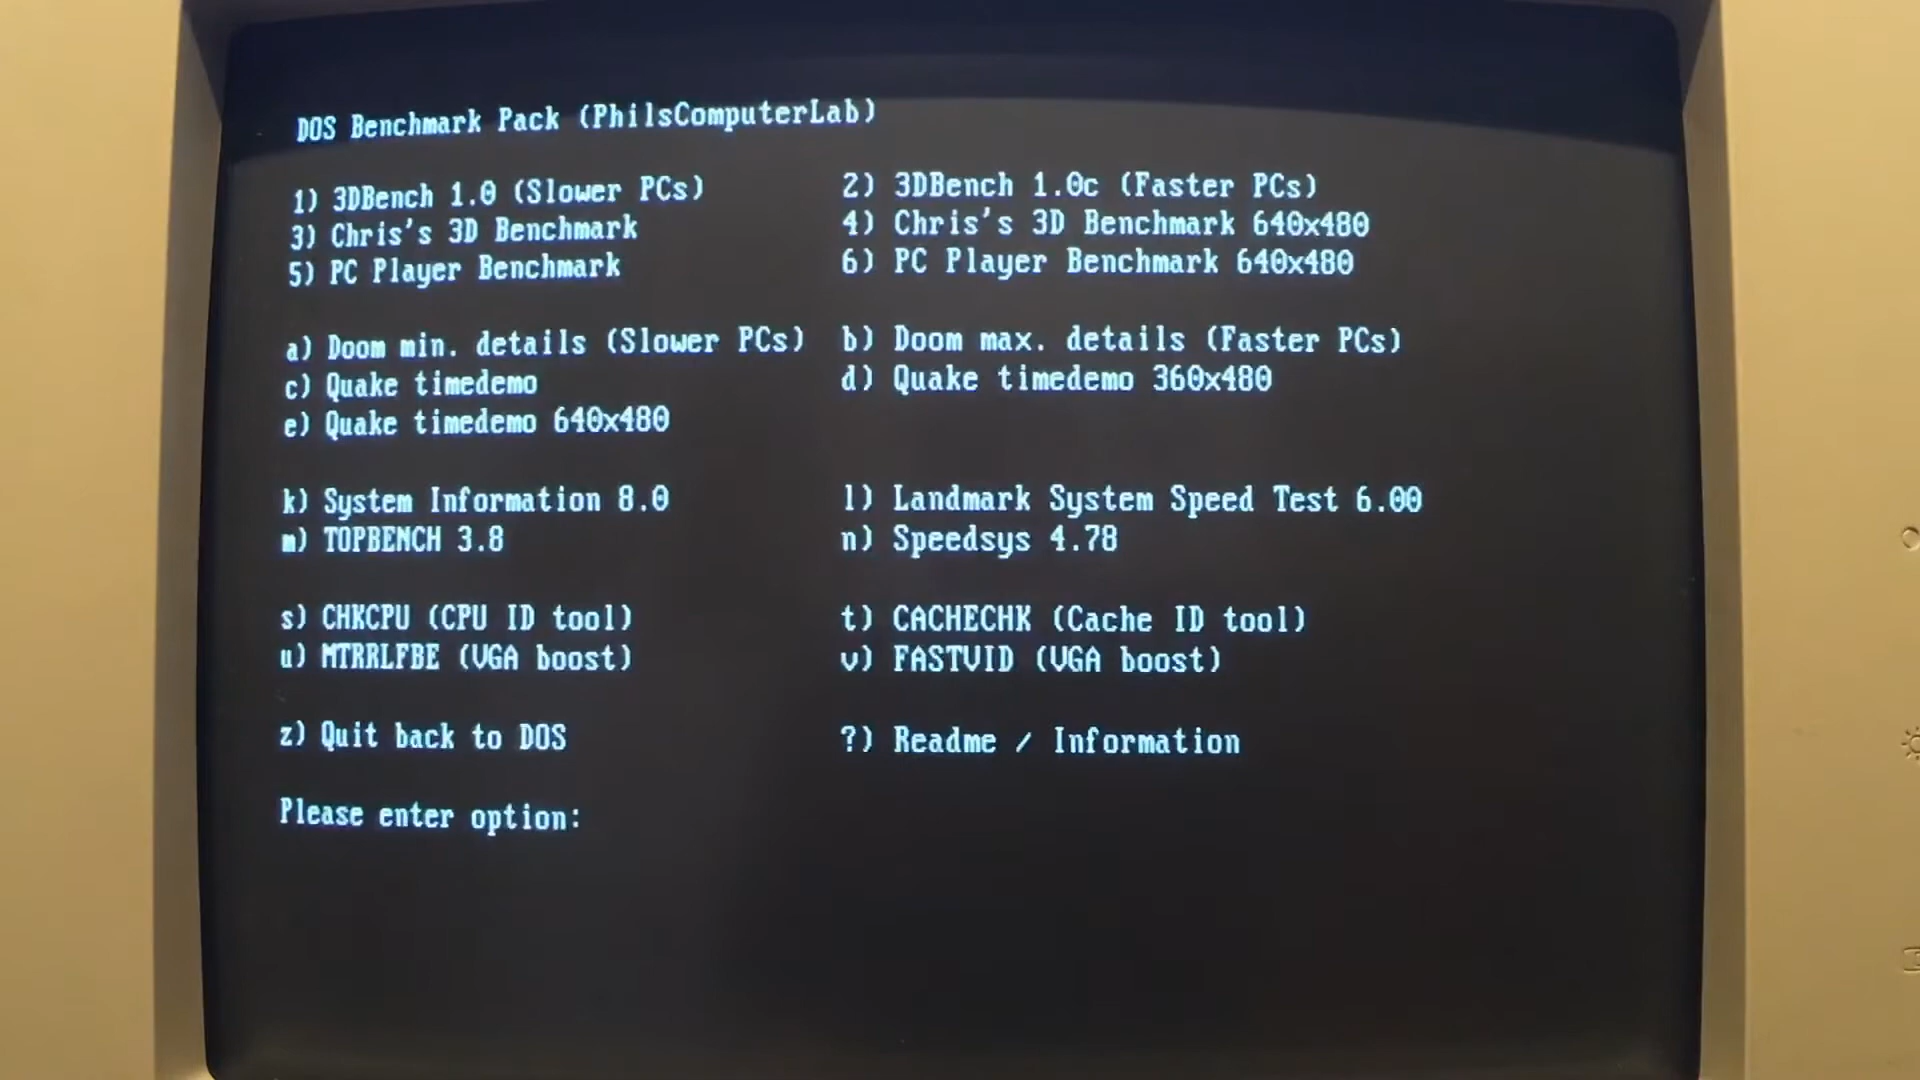 DOS Benchmark Pack (PhilsComputerLab)
1) 3DBench 1.0 (Slower PCs) 2) 3DBench 1.0c (Faster PCs)
3) Chris's 3D Benchmark 4) Chris's 3D Benchmark 640x480
5) PC Player Benchmark 6) PC Player Benchmark 640x480
a) Doom min. details (Slower PCs) b) Doom max. details (Faster PCs)
c) Quake timedemo d) Quake timedemo 360x480
e) Quake timedemo 640x480
k) System Information 8.0 l) Landmark System Speed Test 6.00
m) TOPBENCH 3.8 n) Speedsys 4.78
s) CHKCPU (CPU ID tool) t) CACHECHK (Cache ID tool)
u) MTRRLFBE (VGA boost) v) FASTVID (VGA boost)
z) Quit back to DOS ?) Readme / Information
Please enter option: